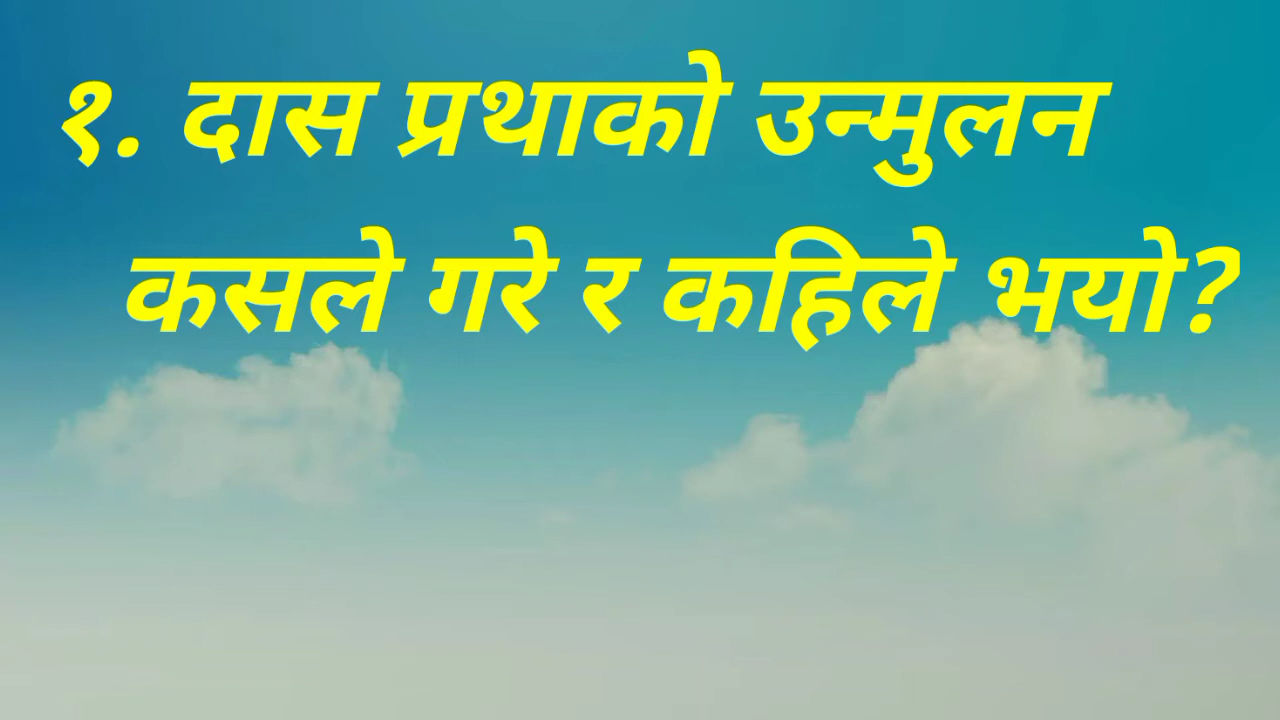 १. दास प्रथाको उन्मुलन
कसले गरे र कहिले भयो?